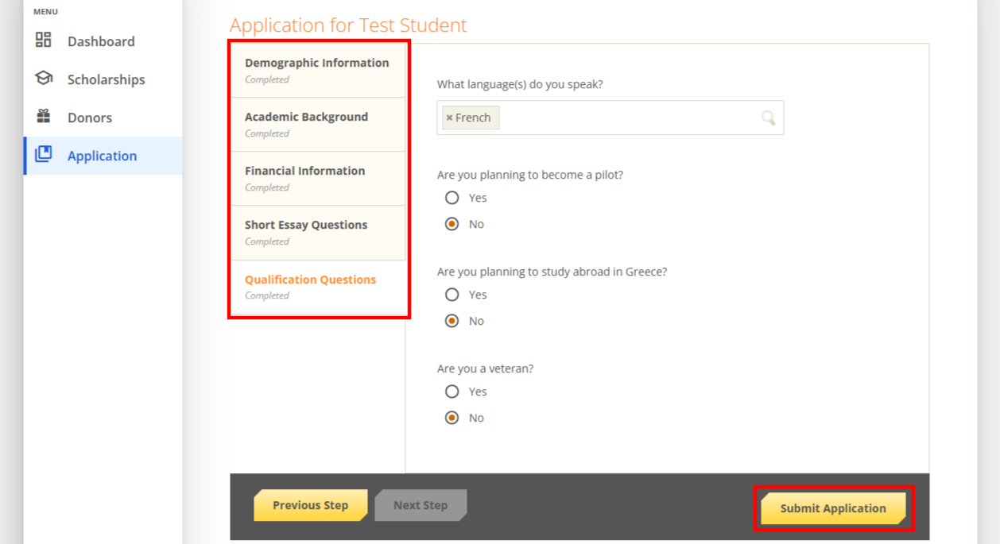 MENU
Dashboard
Scholarships
Donors
Application
Application for Test Student
Demographic Information
Completed
Academic Background
Completed
Financial Information
Completed
Short Essay Questions
Completed
Qualification Questions
Completed
What language(s) do you speak?
× French
Are you planning to become a pilot?
Yes
No
Are you planning to study abroad in Greece?
Yes
No
Are you a veteran?
Yes
No
Previous Step
Next Step
Submit Application